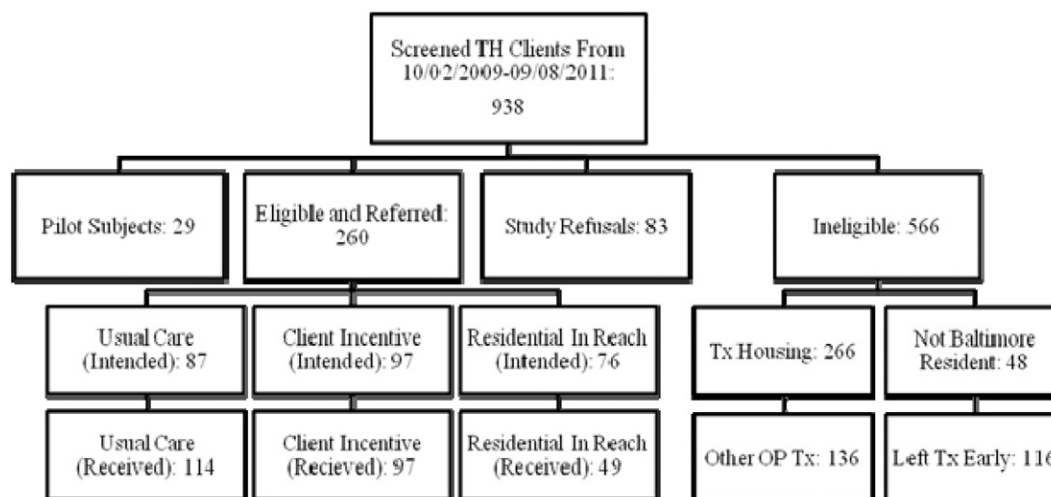 Screened TH Clients From
10/02/2009-09/08/2011:
938
Pilot Subjects: 29
Eligible and Referred:
260
Study Refusals: 83
Ineligible: 566
Usual Care
(Intended): 87
Client Incentive
(Intended): 97
Residential In Reach
(Intended): 76
Tx Housing: 266
Not Baltimore
Resident: 48
Usual Care
(Received): 114
Client Incentive
(Recieved): 97
Residential In Reach
(Received): 49
Other OP Tx: 136
Left Tx Early: 116